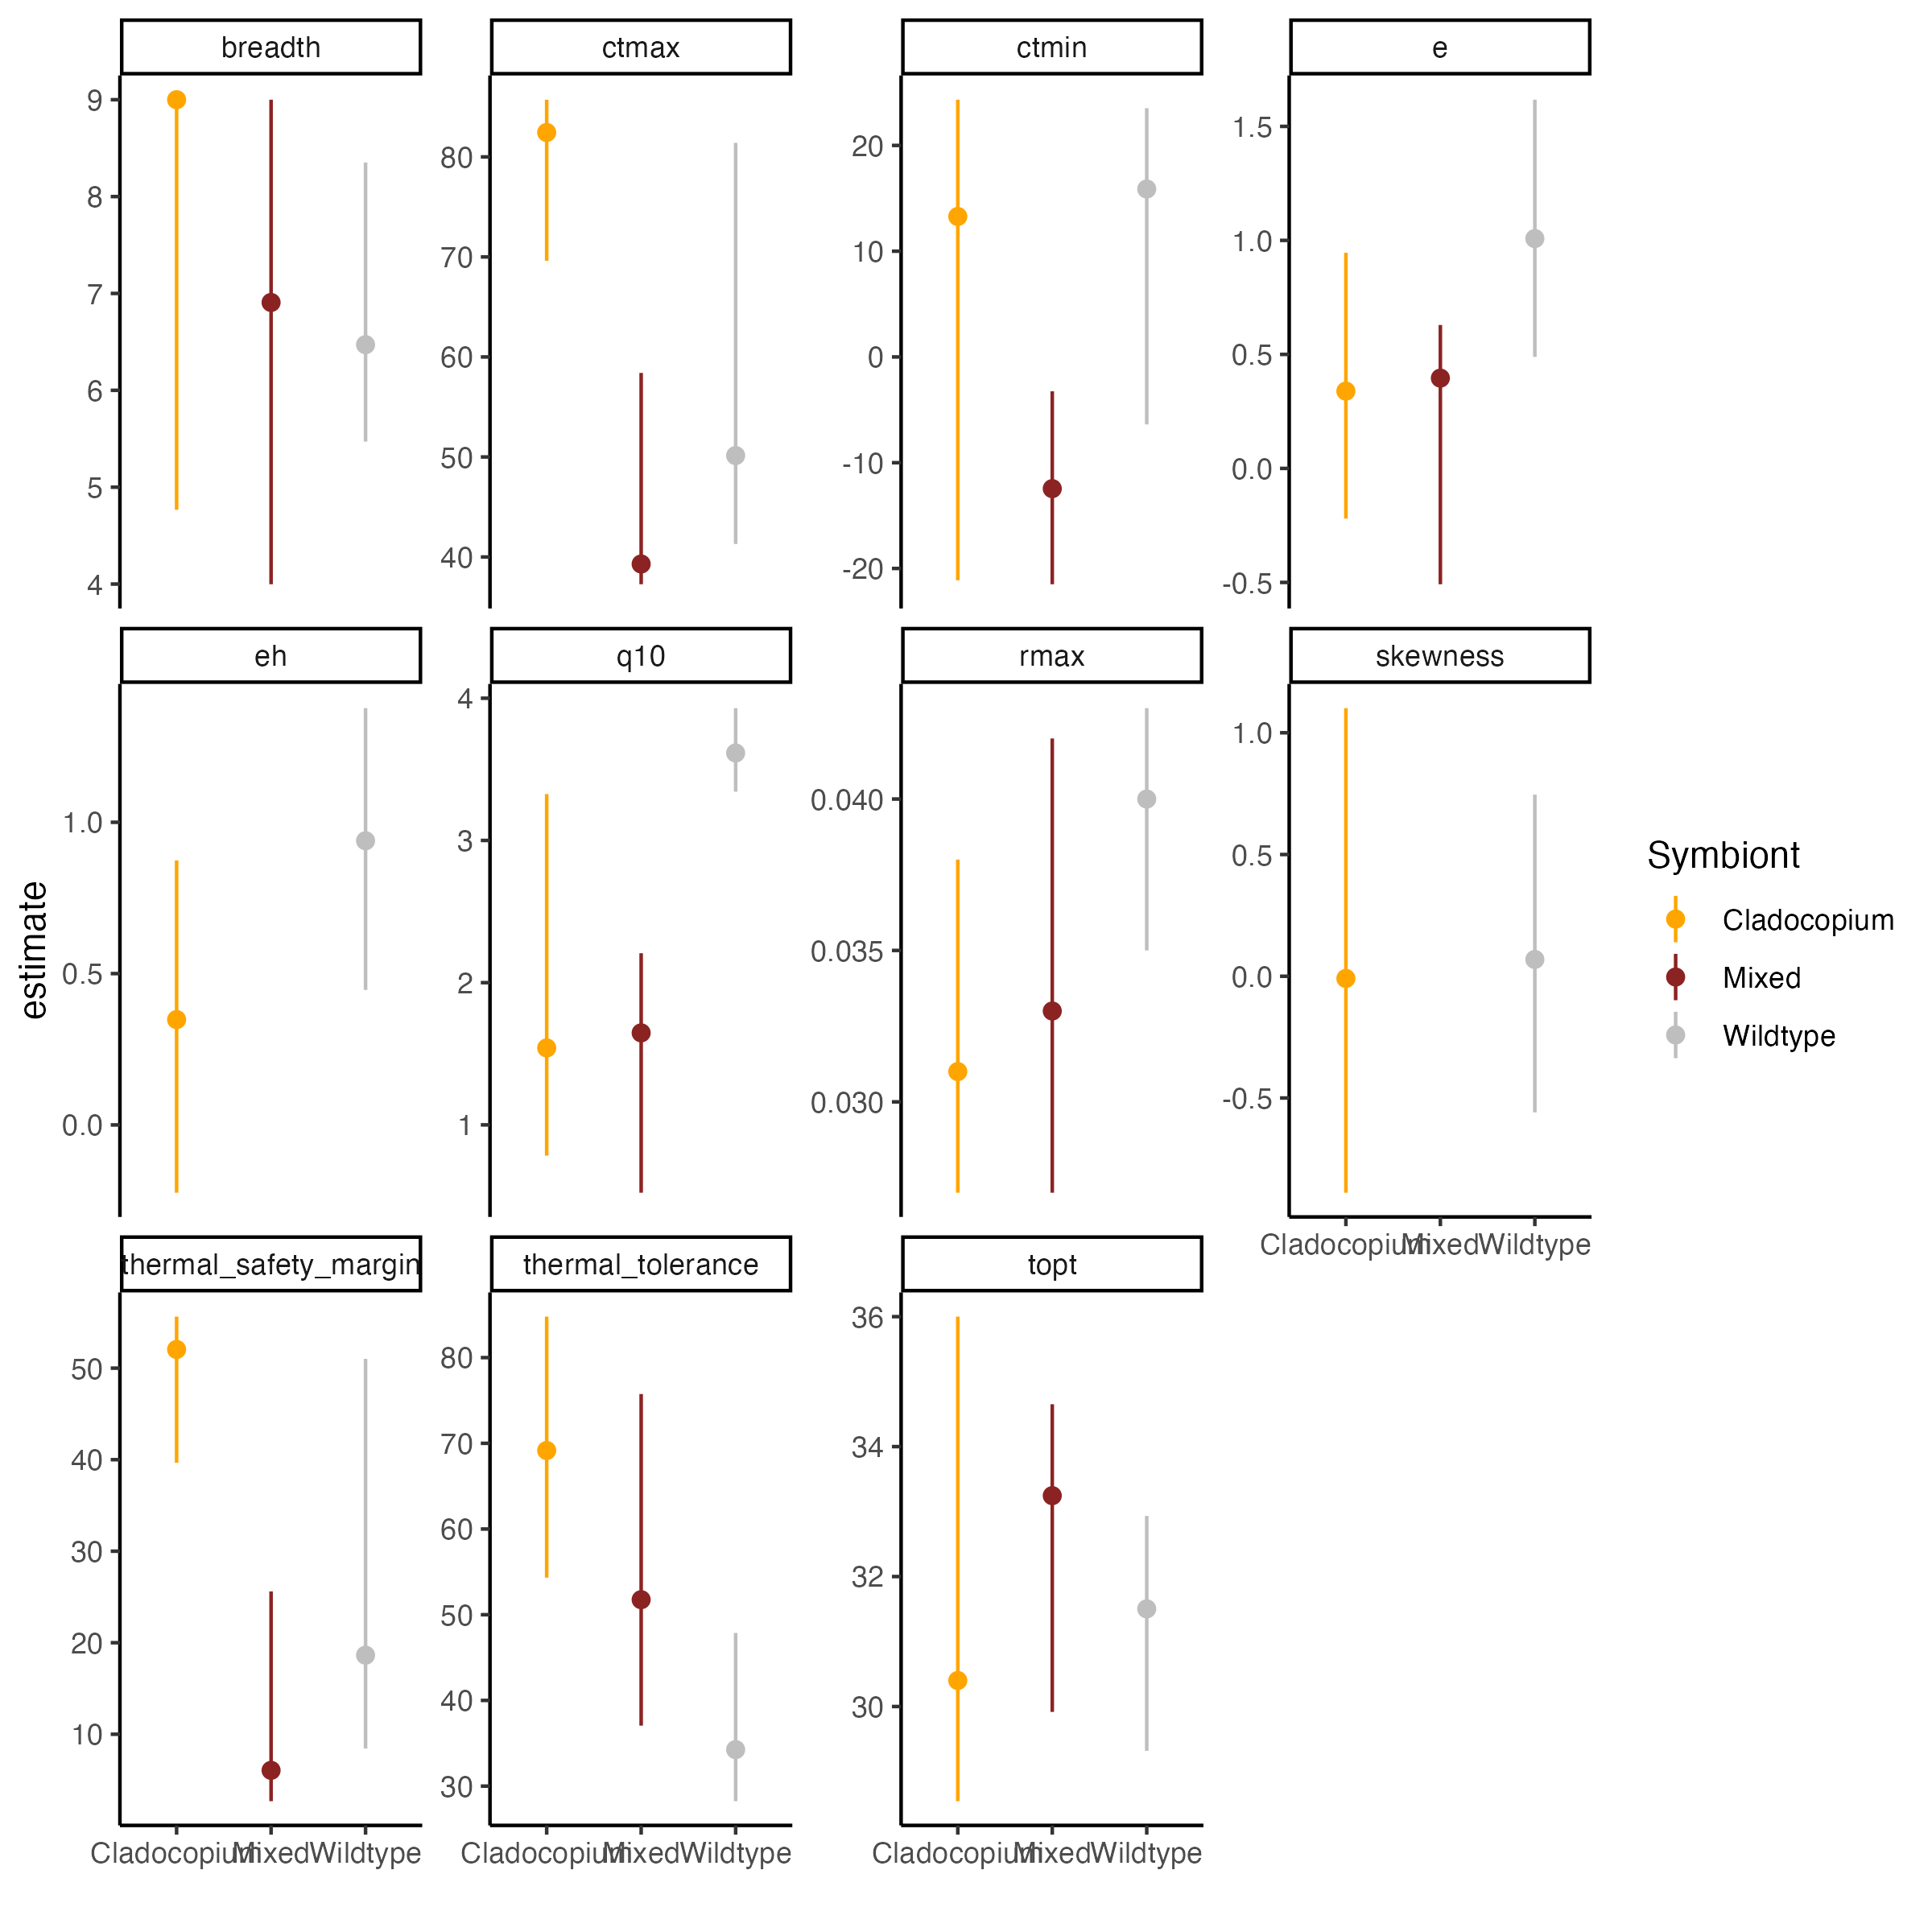 breadth
ctmax
ctmin
e
9
8
7
6
5
4
80
70
60
50
40
20
10
0
-10
-20
1.5
1.0
0.5
0.0
-0.5
eh
q10
rmax
skewness
1.0
0.5
0.0
4
3
2
1
0.040
0.035
0.030
1.0
0.5
0.0
-0.5
Cladocopium Mixed Wildtype
estimate
Symbiont
Cladocopium
Mixed
Wildtype
thermal_safety_margin
thermal_tolerance
topt
50
40
30
20
10
80
70
60
50
40
30
36
34
32
30
Cladocopium Mixed Wildtype
Cladocopium Mixed Wildtype
Cladocopium Mixed Wildtype